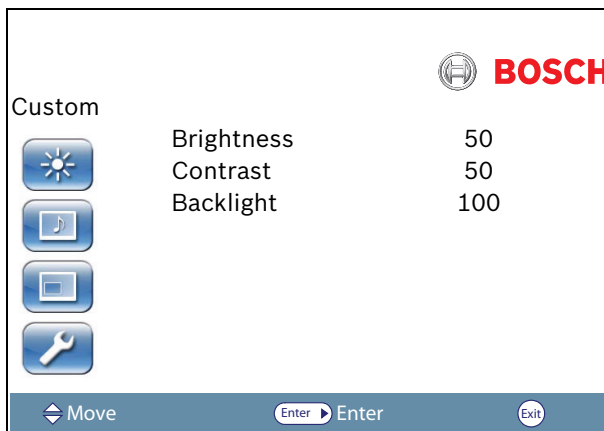 BOSCH
Custom
Brightness 50
Contrast 50
Backlight 100
Move Enter Enter Exit